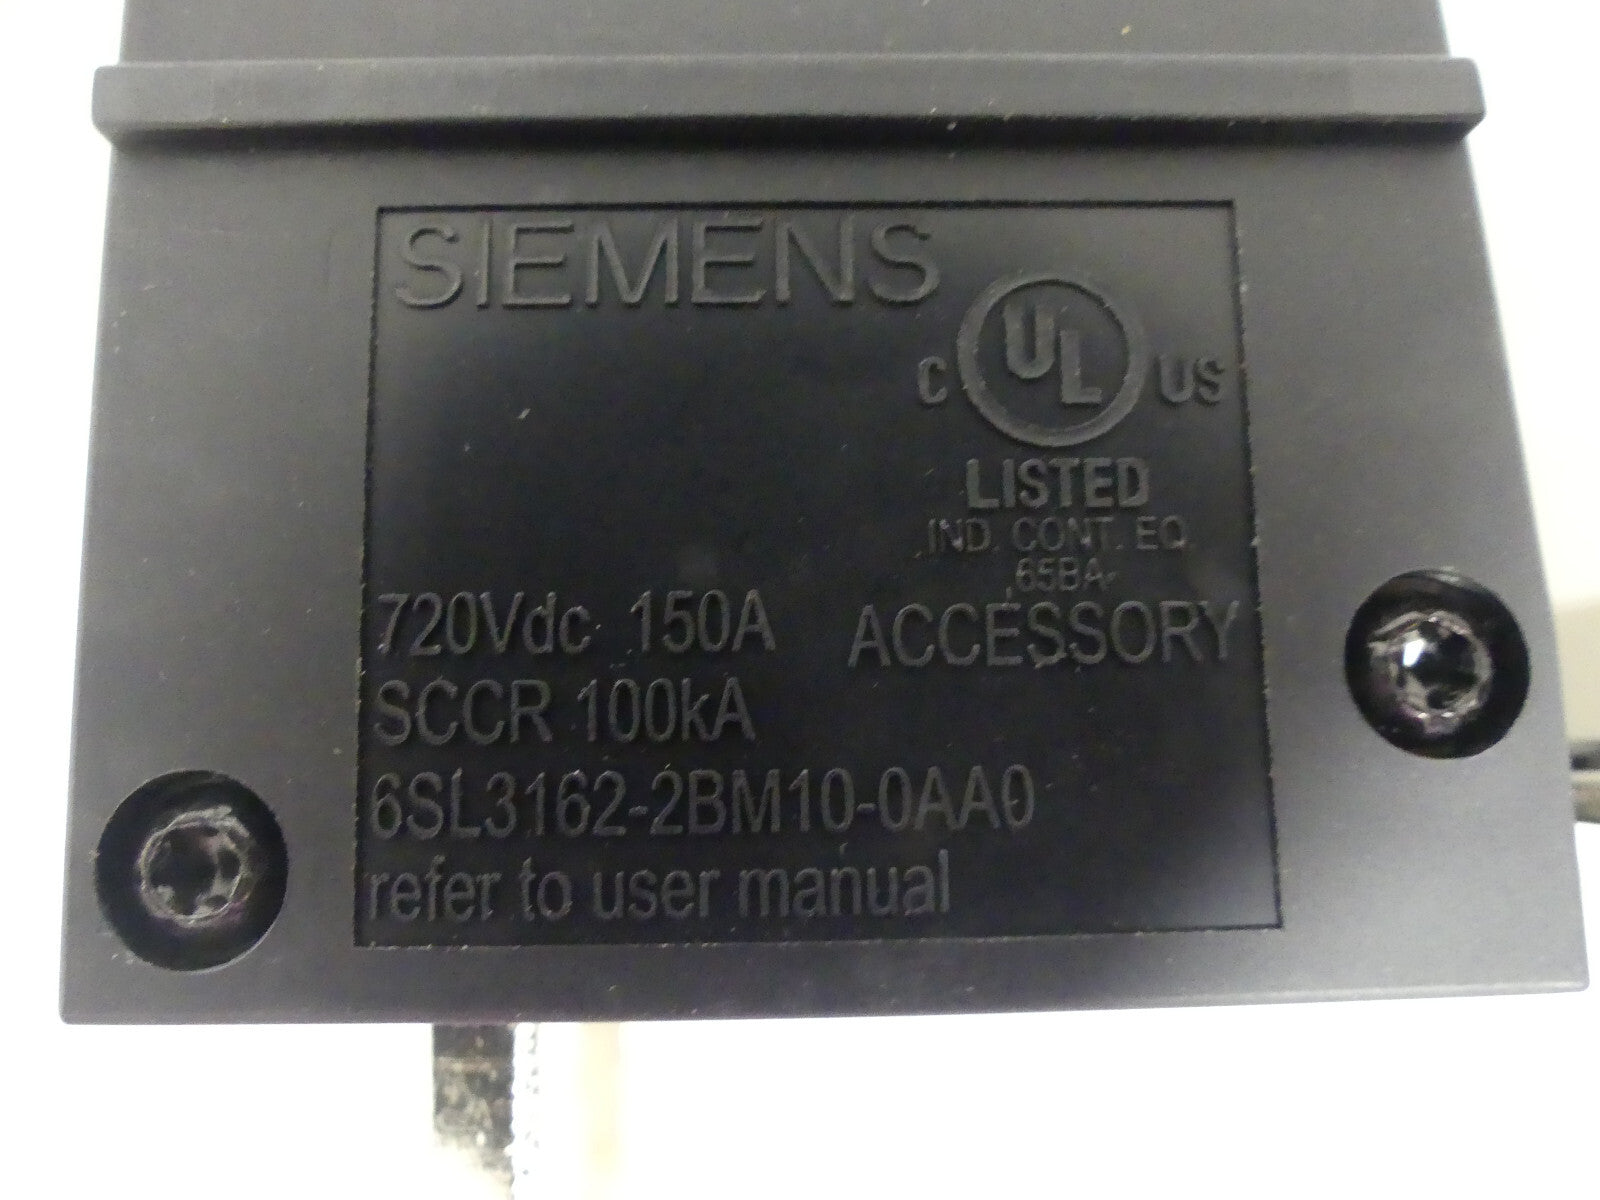 SIEMENS
C UL US
LISTED
IND. CONT. EQ.
65BA
ACCESSORY
720Vdc 150A
SCCR 100kA
6SL3162-2BM10-0AA0
refer to user manual